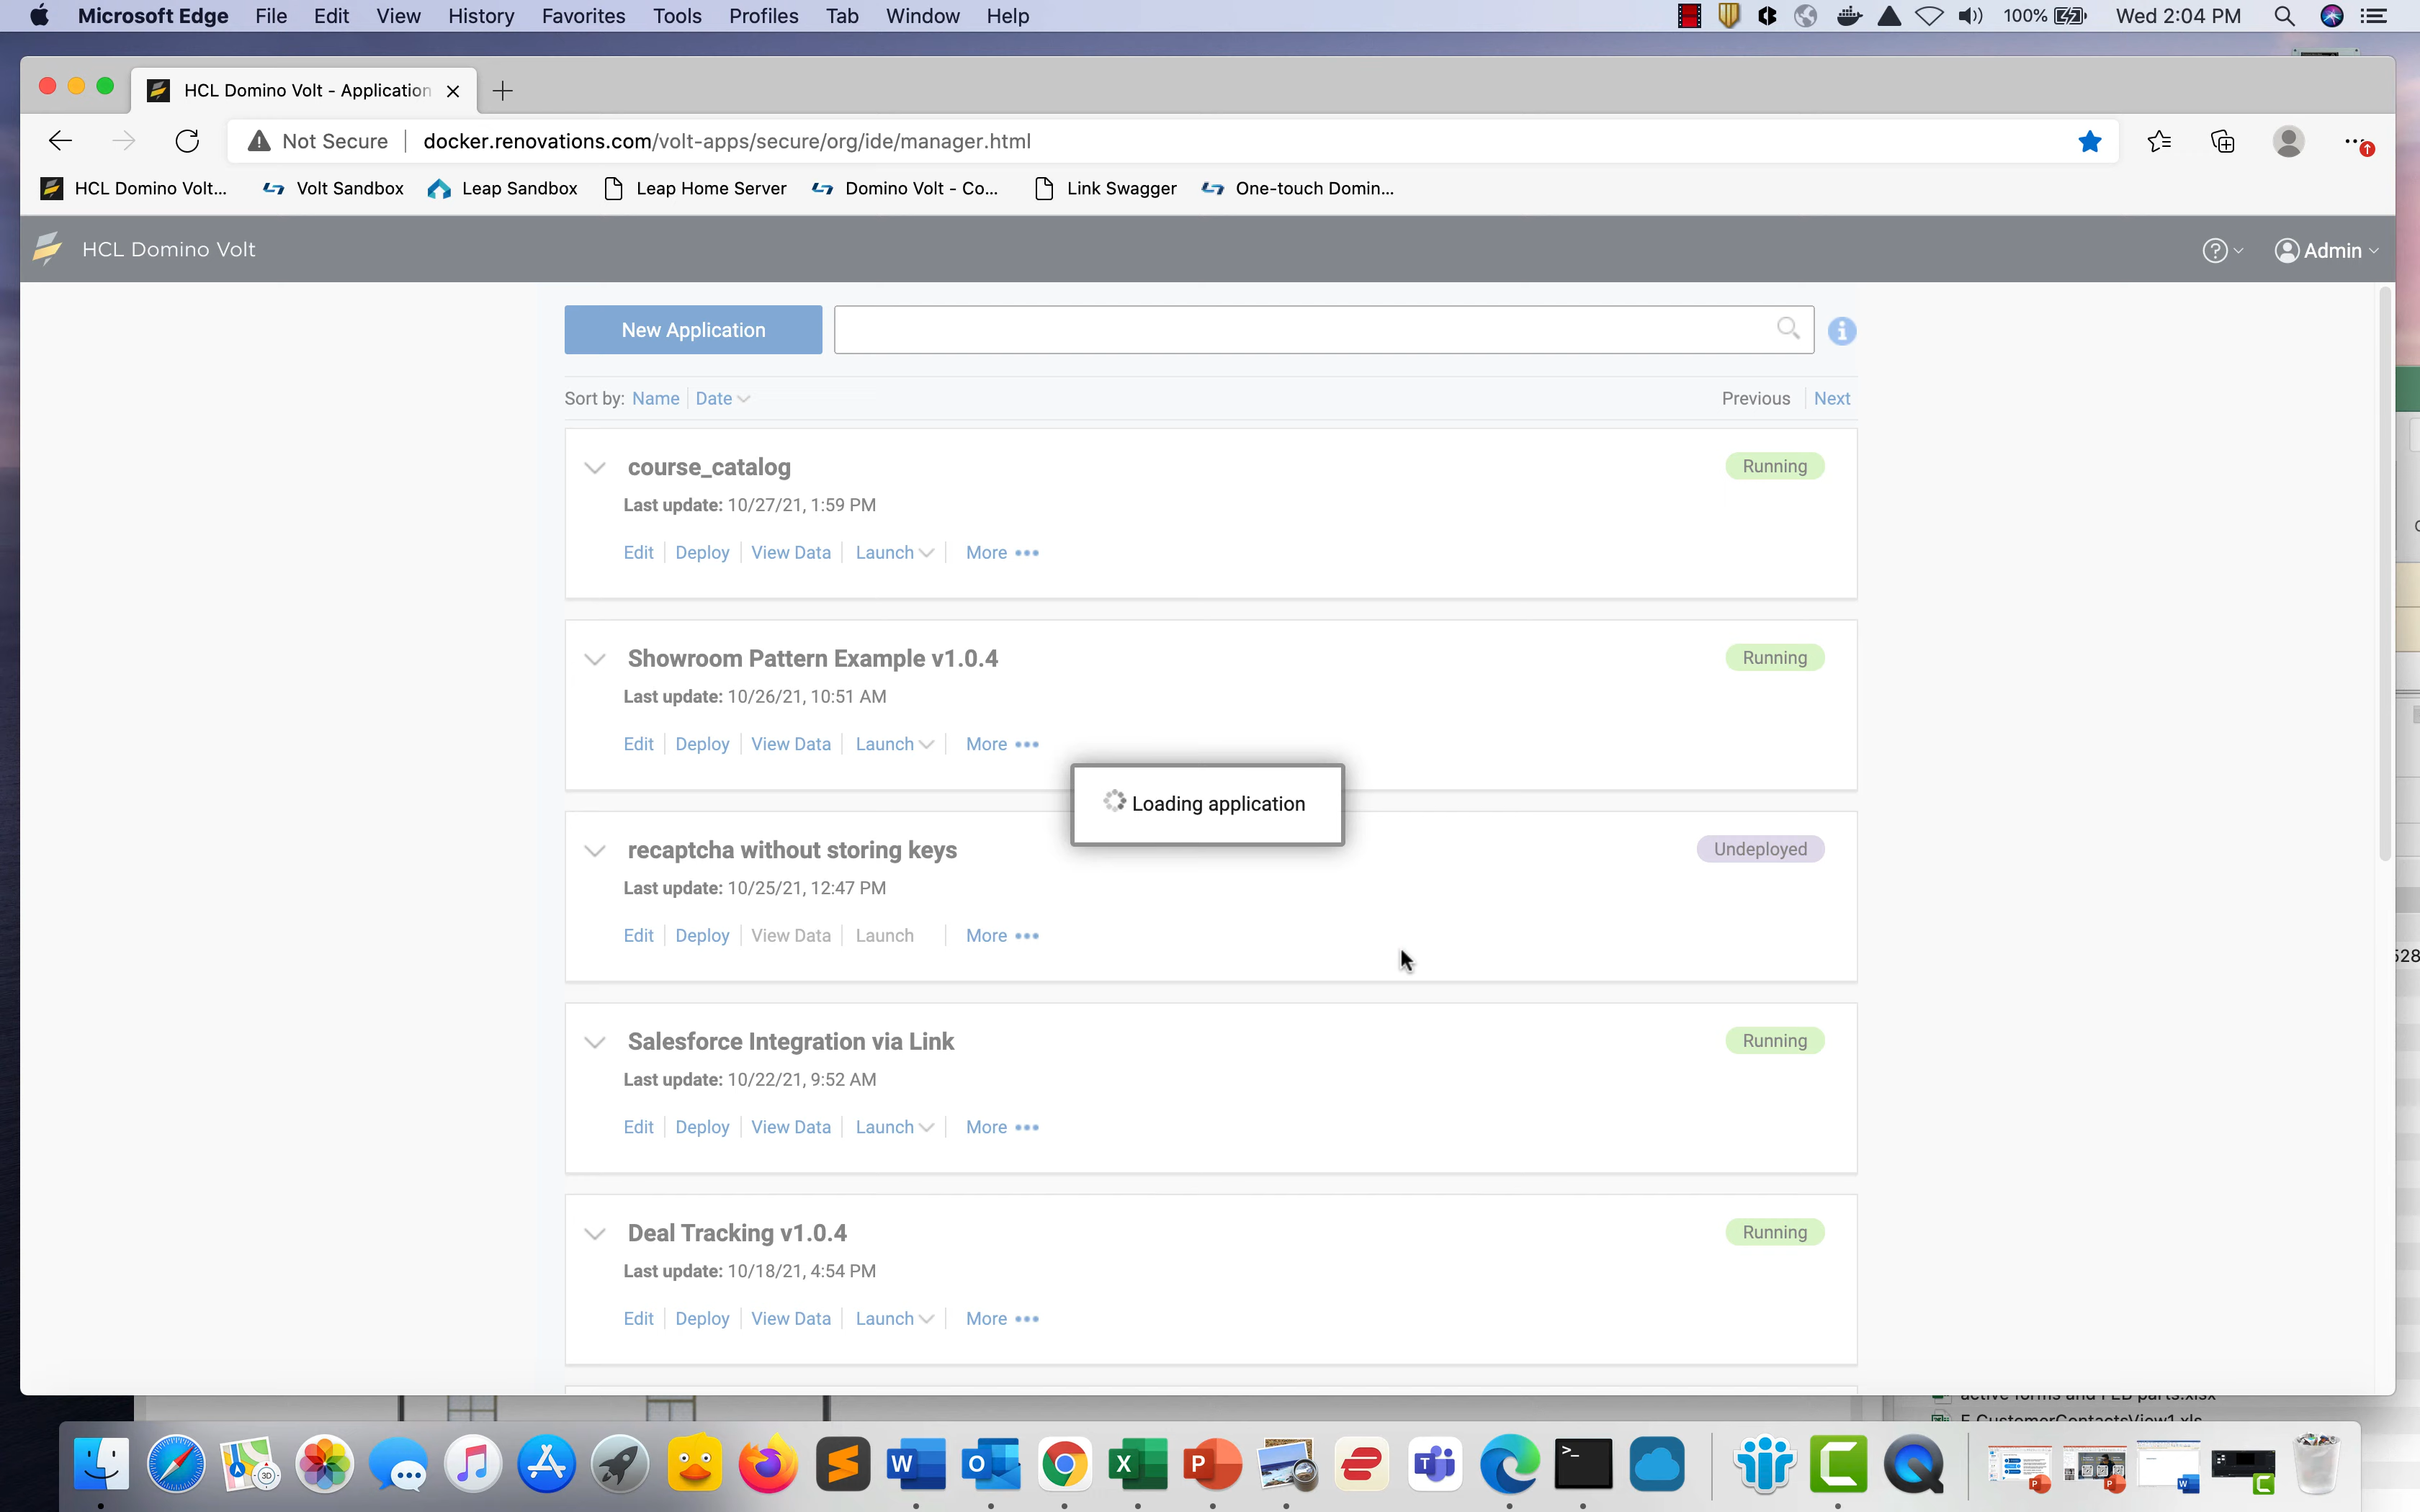 Microsoft Edge File Edit View History Favorites Tools Profiles Tab Window Help 100% Wed 2:04 PM
HCL Domino Volt - Application
Not Secure docker.renovations.com/volt-apps/secure/org/ide/manager.html
HCL Domino Volt... Volt Sandbox Leap Sandbox Leap Home Server Domino Volt - Co... Link Swagger One-touch Domin...
HCL Domino Volt Admin
New Application
Sort by: Name Date Previous Next
course_catalog Running
Last update: 10/27/21, 1:59 PM
Edit Deploy View Data Launch More
Showroom Pattern Example v1.0.4 Running
Last update: 10/26/21, 10:51 AM
Edit Deploy View Data Launch More
Loading application
recaptcha without storing keys Undeployed
Last update: 10/25/21, 12:47 PM
Edit Deploy View Data Launch More
Salesforce Integration via Link Running
Last update: 10/22/21, 9:52 AM
Edit Deploy View Data Launch More
Deal Tracking v1.0.4 Running
Last update: 10/18/21, 4:54 PM
Edit Deploy View Data Launch More